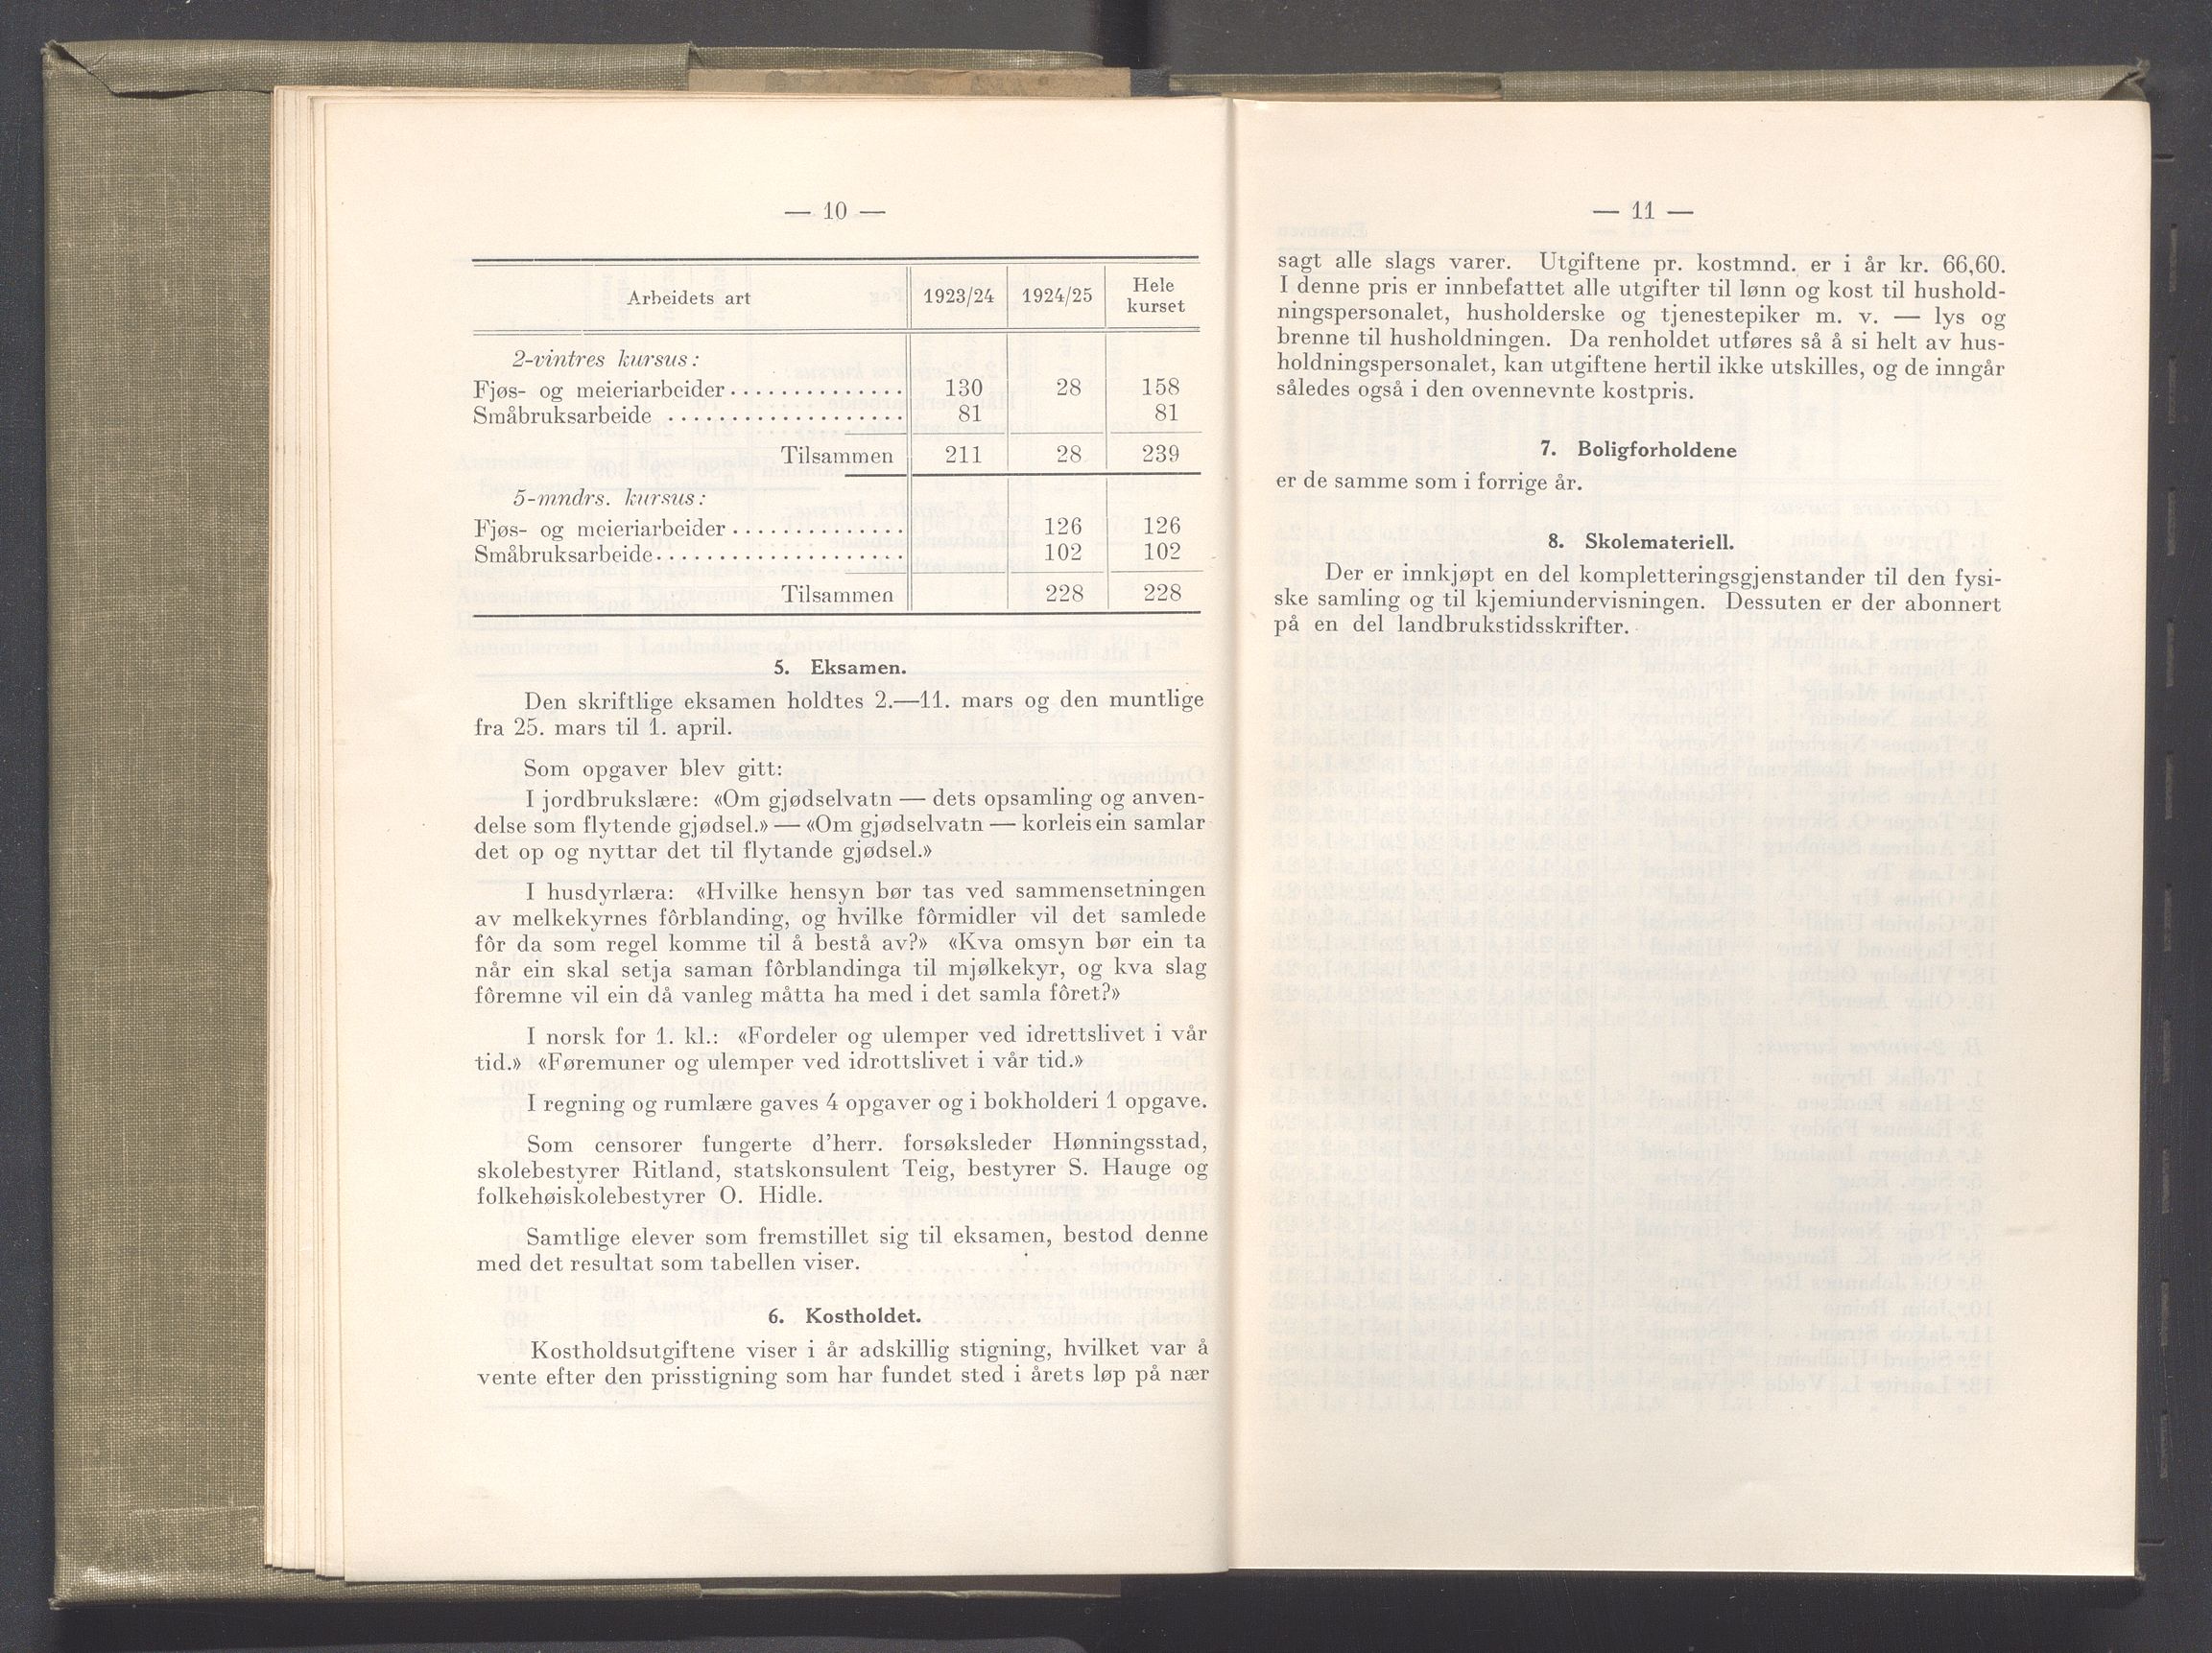 — 10 —
Arbeidets art 1923/24 1924/25 Hele kurset
2-vintres kursus:
Fjøs- og meieriarbeider . . . . . . . . . . . . . . 130 28 158
Småbruksarbeide . . . . . . . . . . . . . . . . . . . 81 81
Tilsammen 211 28 239
5-mndrs. kursus:
Fjøs- og meieriarbeider . . . . . . . . . . . . . . 126 126
Småbruksarbeide . . . . . . . . . . . . . . . . . . . . 102 102
Tilsammen 228 228
5. Eksamen.
Den skriftlige eksamen holdtes 2.—11. mars og den muntlige
fra 25. mars til 1. april.
Som opgaver blev gitt:
I jordbrukslære: «Om gjødselvatn — dets opsamling og anven-
delse som flytende gjødsel.» — «Om gjødselvatn — korleis ein samlar
det op og nyttar det til flytande gjødsel.»
I husdyrlæra: «Hvilke hensyn bør tas ved sammensetningen
av melkekyrnes fôrblanding, og hvilke fôrmidler vil det samlede
fôr da som regel komme til å bestå av?» «Kva omsyn bør ein ta
når ein skal setja saman fôrblandinga til mjølkekyr, og kva slag
fôremne vil ein då vanleg måtta ha med i det samla fôret?»
I norsk for 1. kl.: «Fordeler og ulemper ved idrettslivet i vår
tid.» «Føremuner og ulemper ved idrottslivet i vår tid.»
I regning og rumlære gaves 4 opgaver og i bokholderi 1 opgave.
Som censorer fungerte d'herr. forsøksleder Hønningsstad,
skolebestyrer Ritland, statskonsulent Teig, bestyrer S. Hauge og
folkehøiskolebestyrer O. Hidle.
Samtlige elever som fremstillet sig til eksamen, bestod denne
med det resultat som tabellen viser.
6. Kostholdet.
Kostholdsutgiftene viser i år adskillig stigning, hvilket var å
vente efter den prisstigning som har fundet sted i årets løp på nær
— 11 —
sagt alle slags varer. Utgiftene pr. kostmnd. er i år kr. 66,60.
I denne pris er innbefattet alle utgifter til lønn og kost til hushold-
ningspersonalet, husholderske og tjenestepiker m. v. — lys og
brenne til husholdningen. Da renholdet utføres så å si helt av hus-
holdningspersonalet, kan utgiftene hertil ikke utskilles, og de inngår
således også i den ovennevnte kostpris.
7. Boligforholdene
er de samme som i forrige år.
8. Skolemateriell.
Der er innkjøpt en del kompletteringsgjenstander til den fysi-
ske samling og til kjemiundervisningen. Dessuten er der abonnert
på en del landbrukstidsskrifter.